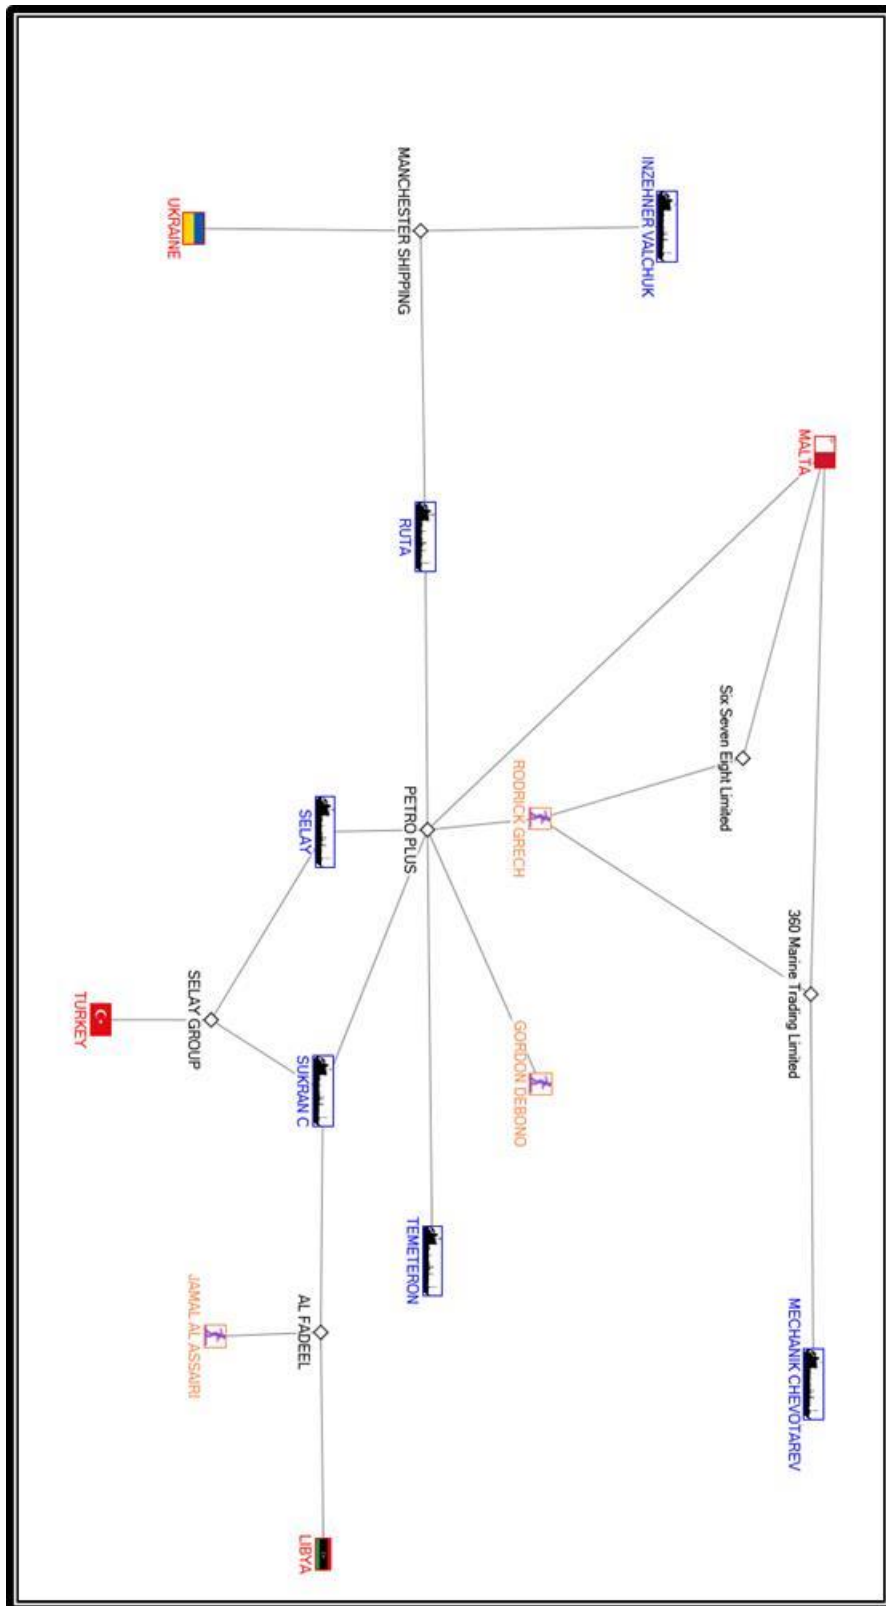 MALTA
360 Marine Trading Limited
MECHANIK CHEVOTAREV
Six Seven Eight Limited
INZEHNER VALCHUK
RODRICK GRECH
GORDON DEBONO
MANCHESTER SHIPPING
RUTA
PETRO PLUS
TEMETERON
SELAY
SUKRAN C
AL FADEEL
LIBYA
SELAY GROUP
JAMAL AL ASSAIRI
UKRAINE
TURKEY